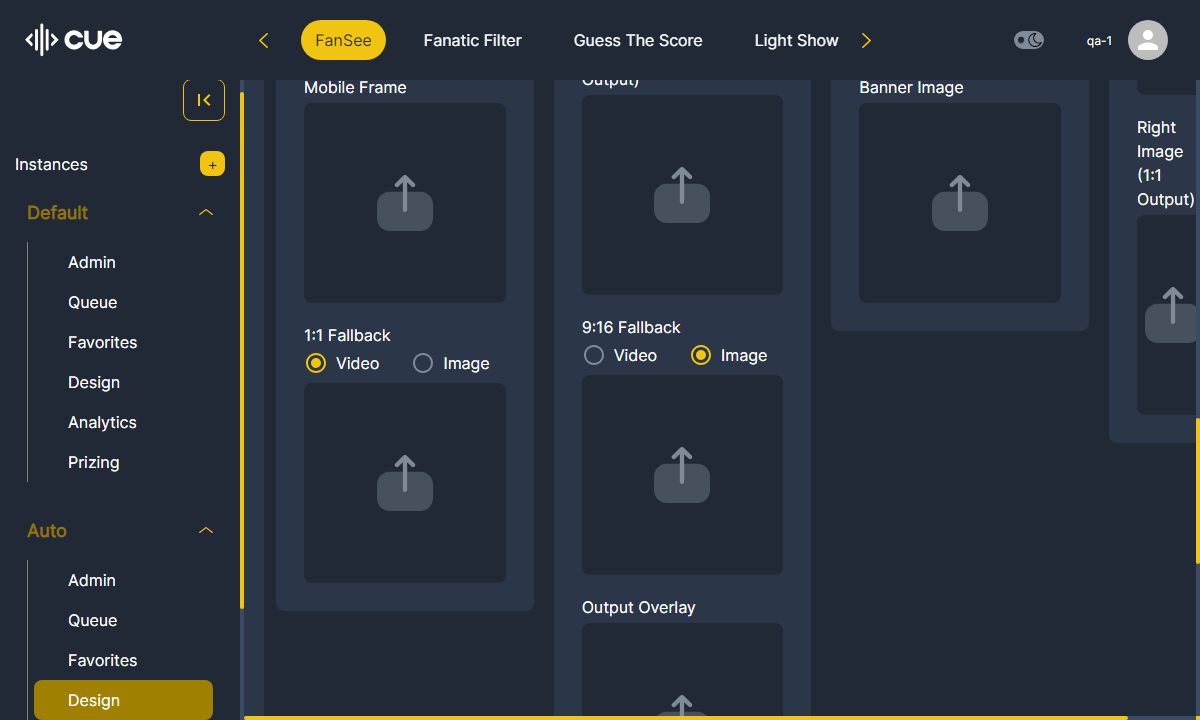 cue
FanSee
Fanatic Filter
Guess The Score
Light Show
qa-1
Instances
+
Default
Admin
Queue
Favorites
Design
Analytics
Prizing
Auto
Admin
Queue
Favorites
Design
Mobile Frame
1:1 Fallback
Video
Image
Output)
9:16 Fallback
Video
Image
Output Overlay
Banner Image
Right
Image
(1:1
Output)